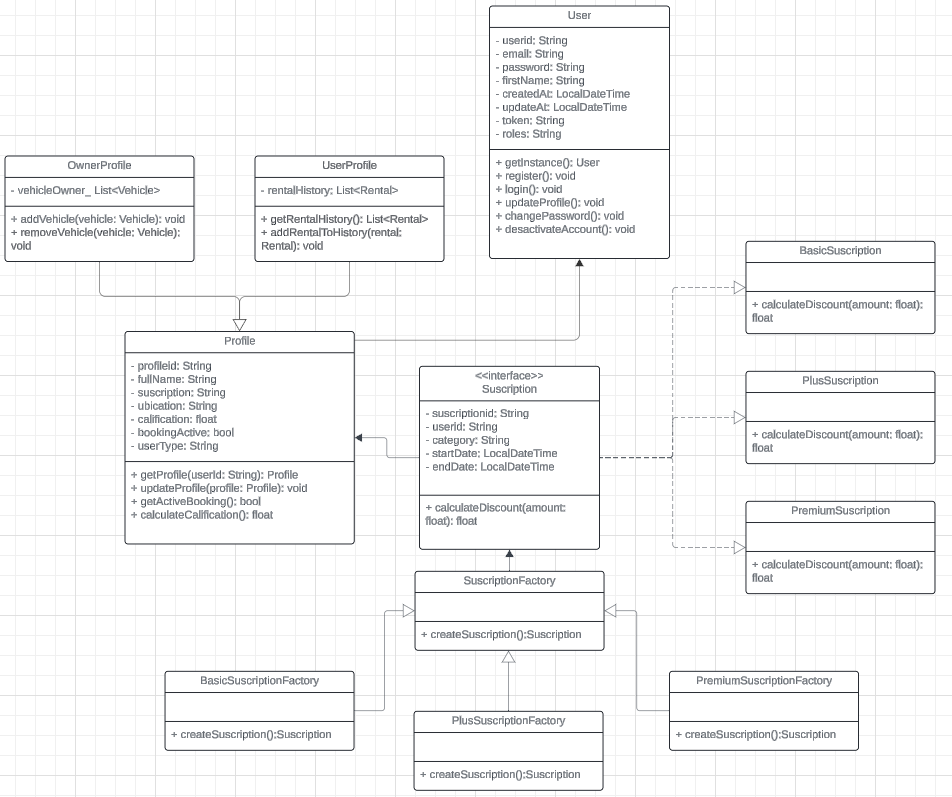 User
- userid: String
- email: String
- password: String
- firstName: String
- createdAt: LocalDateTime
- updateAt: LocalDateTime
- token: String
- roles: String
+ getInstance(): User
+ register(): void
+ login(): void
+ updateProfile(): void
+ changePassword(): void
+ desactivateAccount(): void
OwnerProfile
- vehicleOwner_ List<Vehicle>
+ addVehicle(vehicle: Vehicle): void
+ removeVehicle(vehicle: Vehicle):
void
UserProfile
- rentalHistory: List<Rental>
+ getRentalHistory(): List<Rental>
+ addRentalToHistory(rental:
Rental): void
Profile
- profileid: String
- fullName: String
- suscription: String
- ubication: String
- calification: float
- bookingActive: bool
- userType: String
+ getProfile(userId: String): Profile
+ updateProfile(profile: Profile): void
+ getActiveBooking(): bool
+ calculateCalification(): float
<<interface>>
Suscription
- suscriptionid: String
- userid: String
- category: String
- startDate: LocalDateTime
- endDate: LocalDateTime
+ calculateDiscount(amount:
float): float
BasicSuscription
+ calculateDiscount(amount: float):
float
PlusSuscription
+ calculateDiscount(amount: float):
float
PremiumSuscription
+ calculateDiscount(amount: float):
float
SuscriptionFactory
+ createSuscription():Suscription
BasicSuscriptionFactory
+ createSuscription():Suscription
PlusSuscriptionFactory
+ createSuscription():Suscription
PremiumSuscriptionFactory
+ createSuscription():Suscription